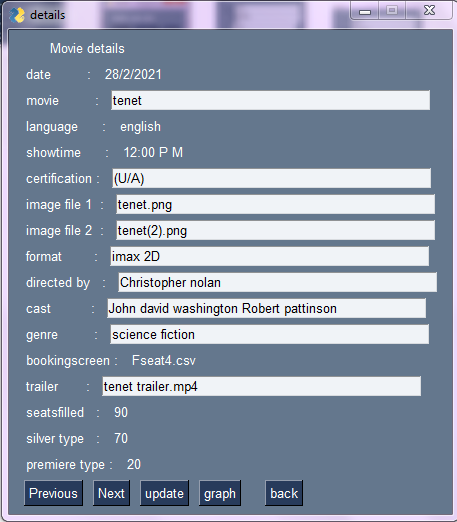 details
Movie details
date : 28/2/2021
movie : tenet
language : english
showtime : 12:00 P M
certification : (U/A)
image file 1 : tenet.png
image file 2 : tenet(2).png
format : imax 2D
directed by : Christopher nolan
cast : John david washington Robert pattinson
genre : science fiction
bookingscreen : Fseat4.csv
trailer : tenet trailer.mp4
seatsfilled : 90
silver type : 70
premiere type : 20
Previous Next update graph back